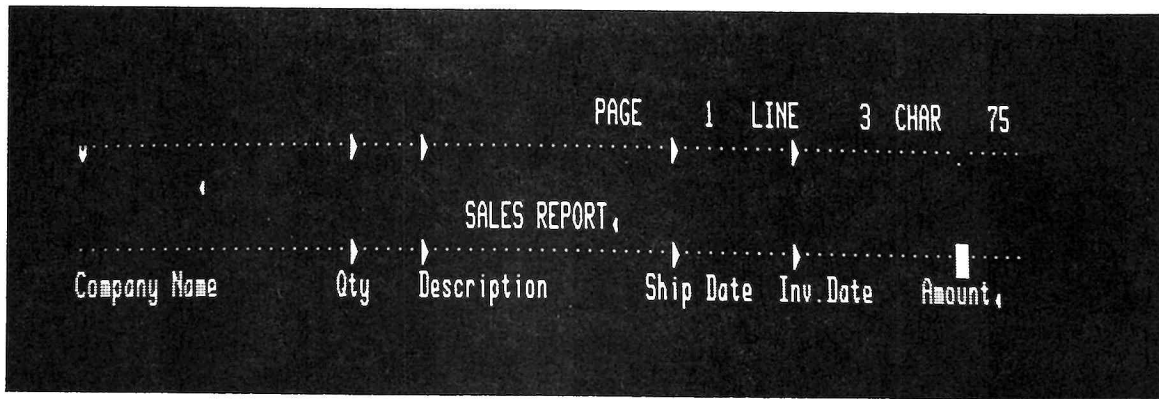 PAGE 1 LINE 3 CHAR 75
SALES REPORT
Company Name Qty Description Ship Date Inv.Date Amount